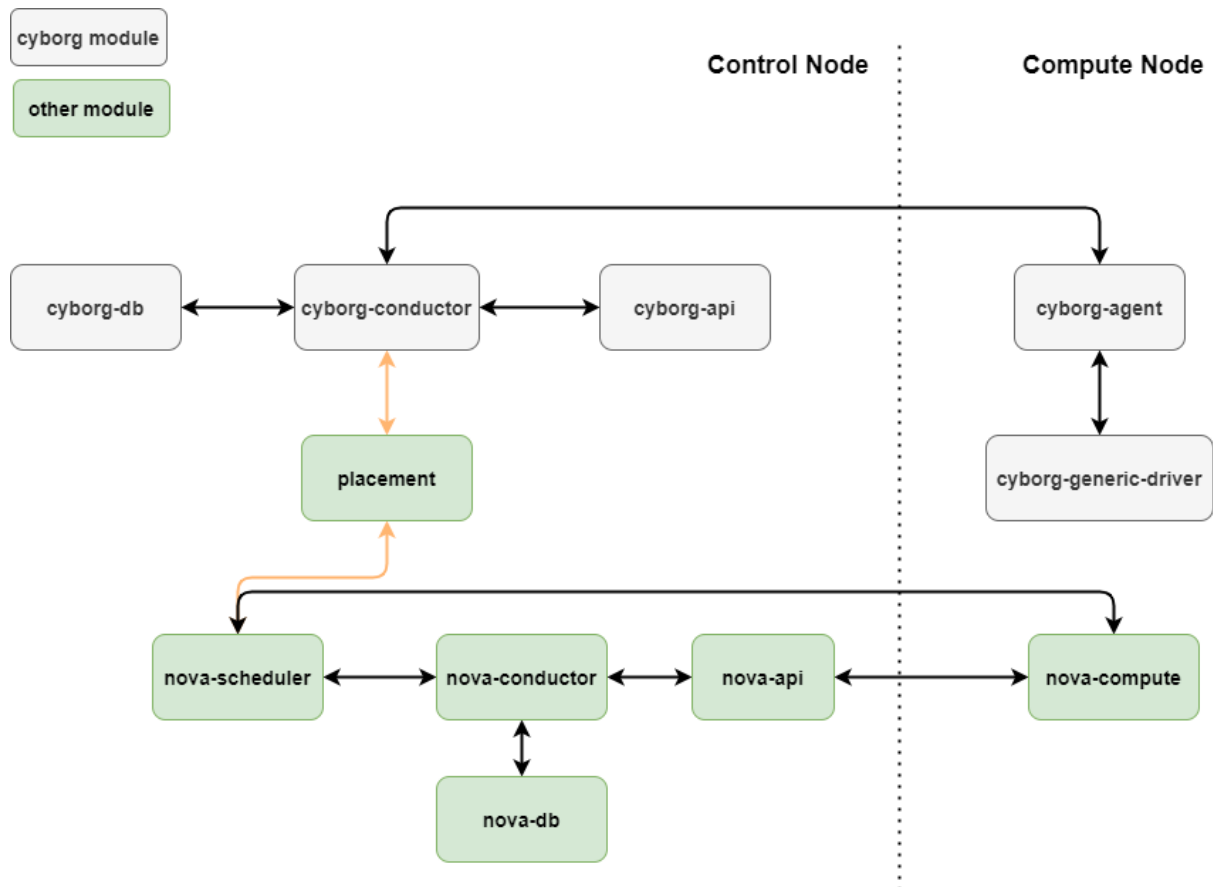 cyborg module
other module
Control Node
Compute Node
cyborg-db
cyborg-conductor
cyborg-api
cyborg-agent
placement
cyborg-generic-driver
nova-scheduler
nova-conductor
nova-api
nova-compute
nova-db